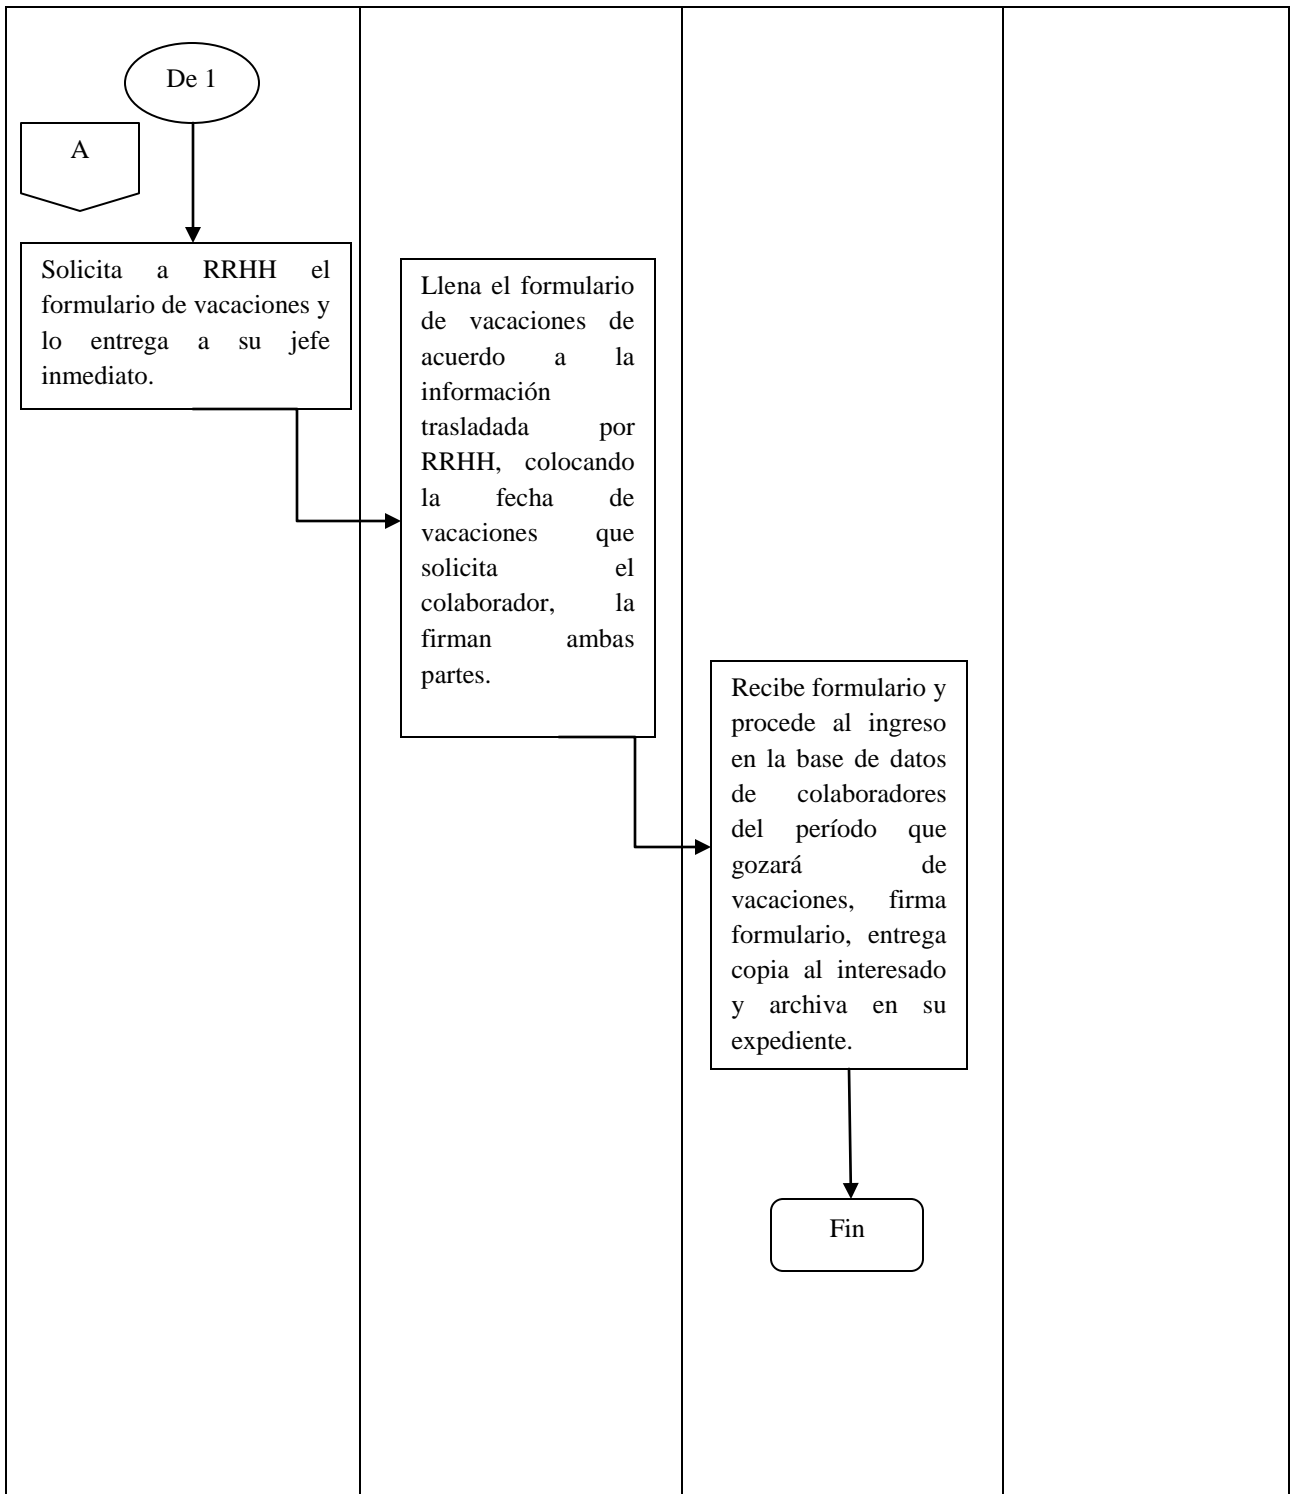 De 1
A
Solicita a RRHH el
formulario de vacaciones y
lo entrega a su jefe
inmediato.
Llena el formulario
de vacaciones de
acuerdo a la
información
trasladada por
RRHH, colocando
la fecha de
vacaciones que
solicita el
colaborador, la
firman ambas
partes.
Recibe formulario y
procede al ingreso
en la base de datos
de colaboradores
del período que
gozará de
vacaciones, firma
formulario, entrega
copia al interesado
y archiva en su
expediente.
Fin